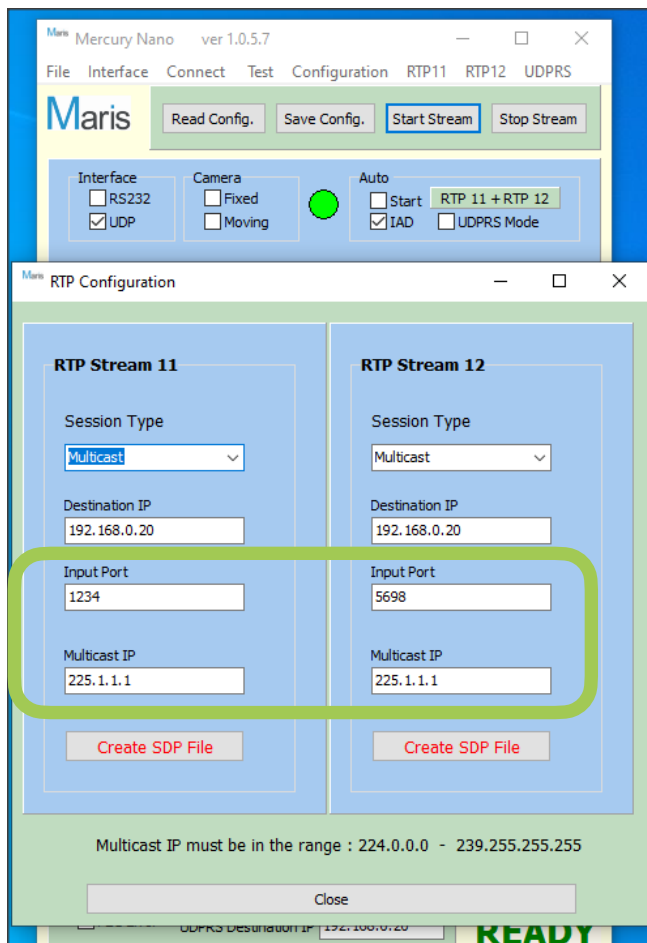 Maris Mercury Nano ver 1.0.5.7
File Interface Connect Test Configuration RTP11 RTP12 UDPRS
Maris Read Config. Save Config. Start Stream Stop Stream
Interface Camera Auto
RS232 Fixed Start RTP 11 + RTP 12
UDP Moving IAD UDPRS Mode
Maris RTP Configuration
RTP Stream 11
Session Type
Multicast
Destination IP
192.168.0.20
Input Port
1234
Multicast IP
225.1.1.1
Create SDP File
RTP Stream 12
Session Type
Multicast
Destination IP
192.168.0.20
Input Port
5698
Multicast IP
225.1.1.1
Create SDP File
Multicast IP must be in the range : 224.0.0.0 - 239.255.255.255
Close
UDPRS Destination IP 192.168.0.20
READY